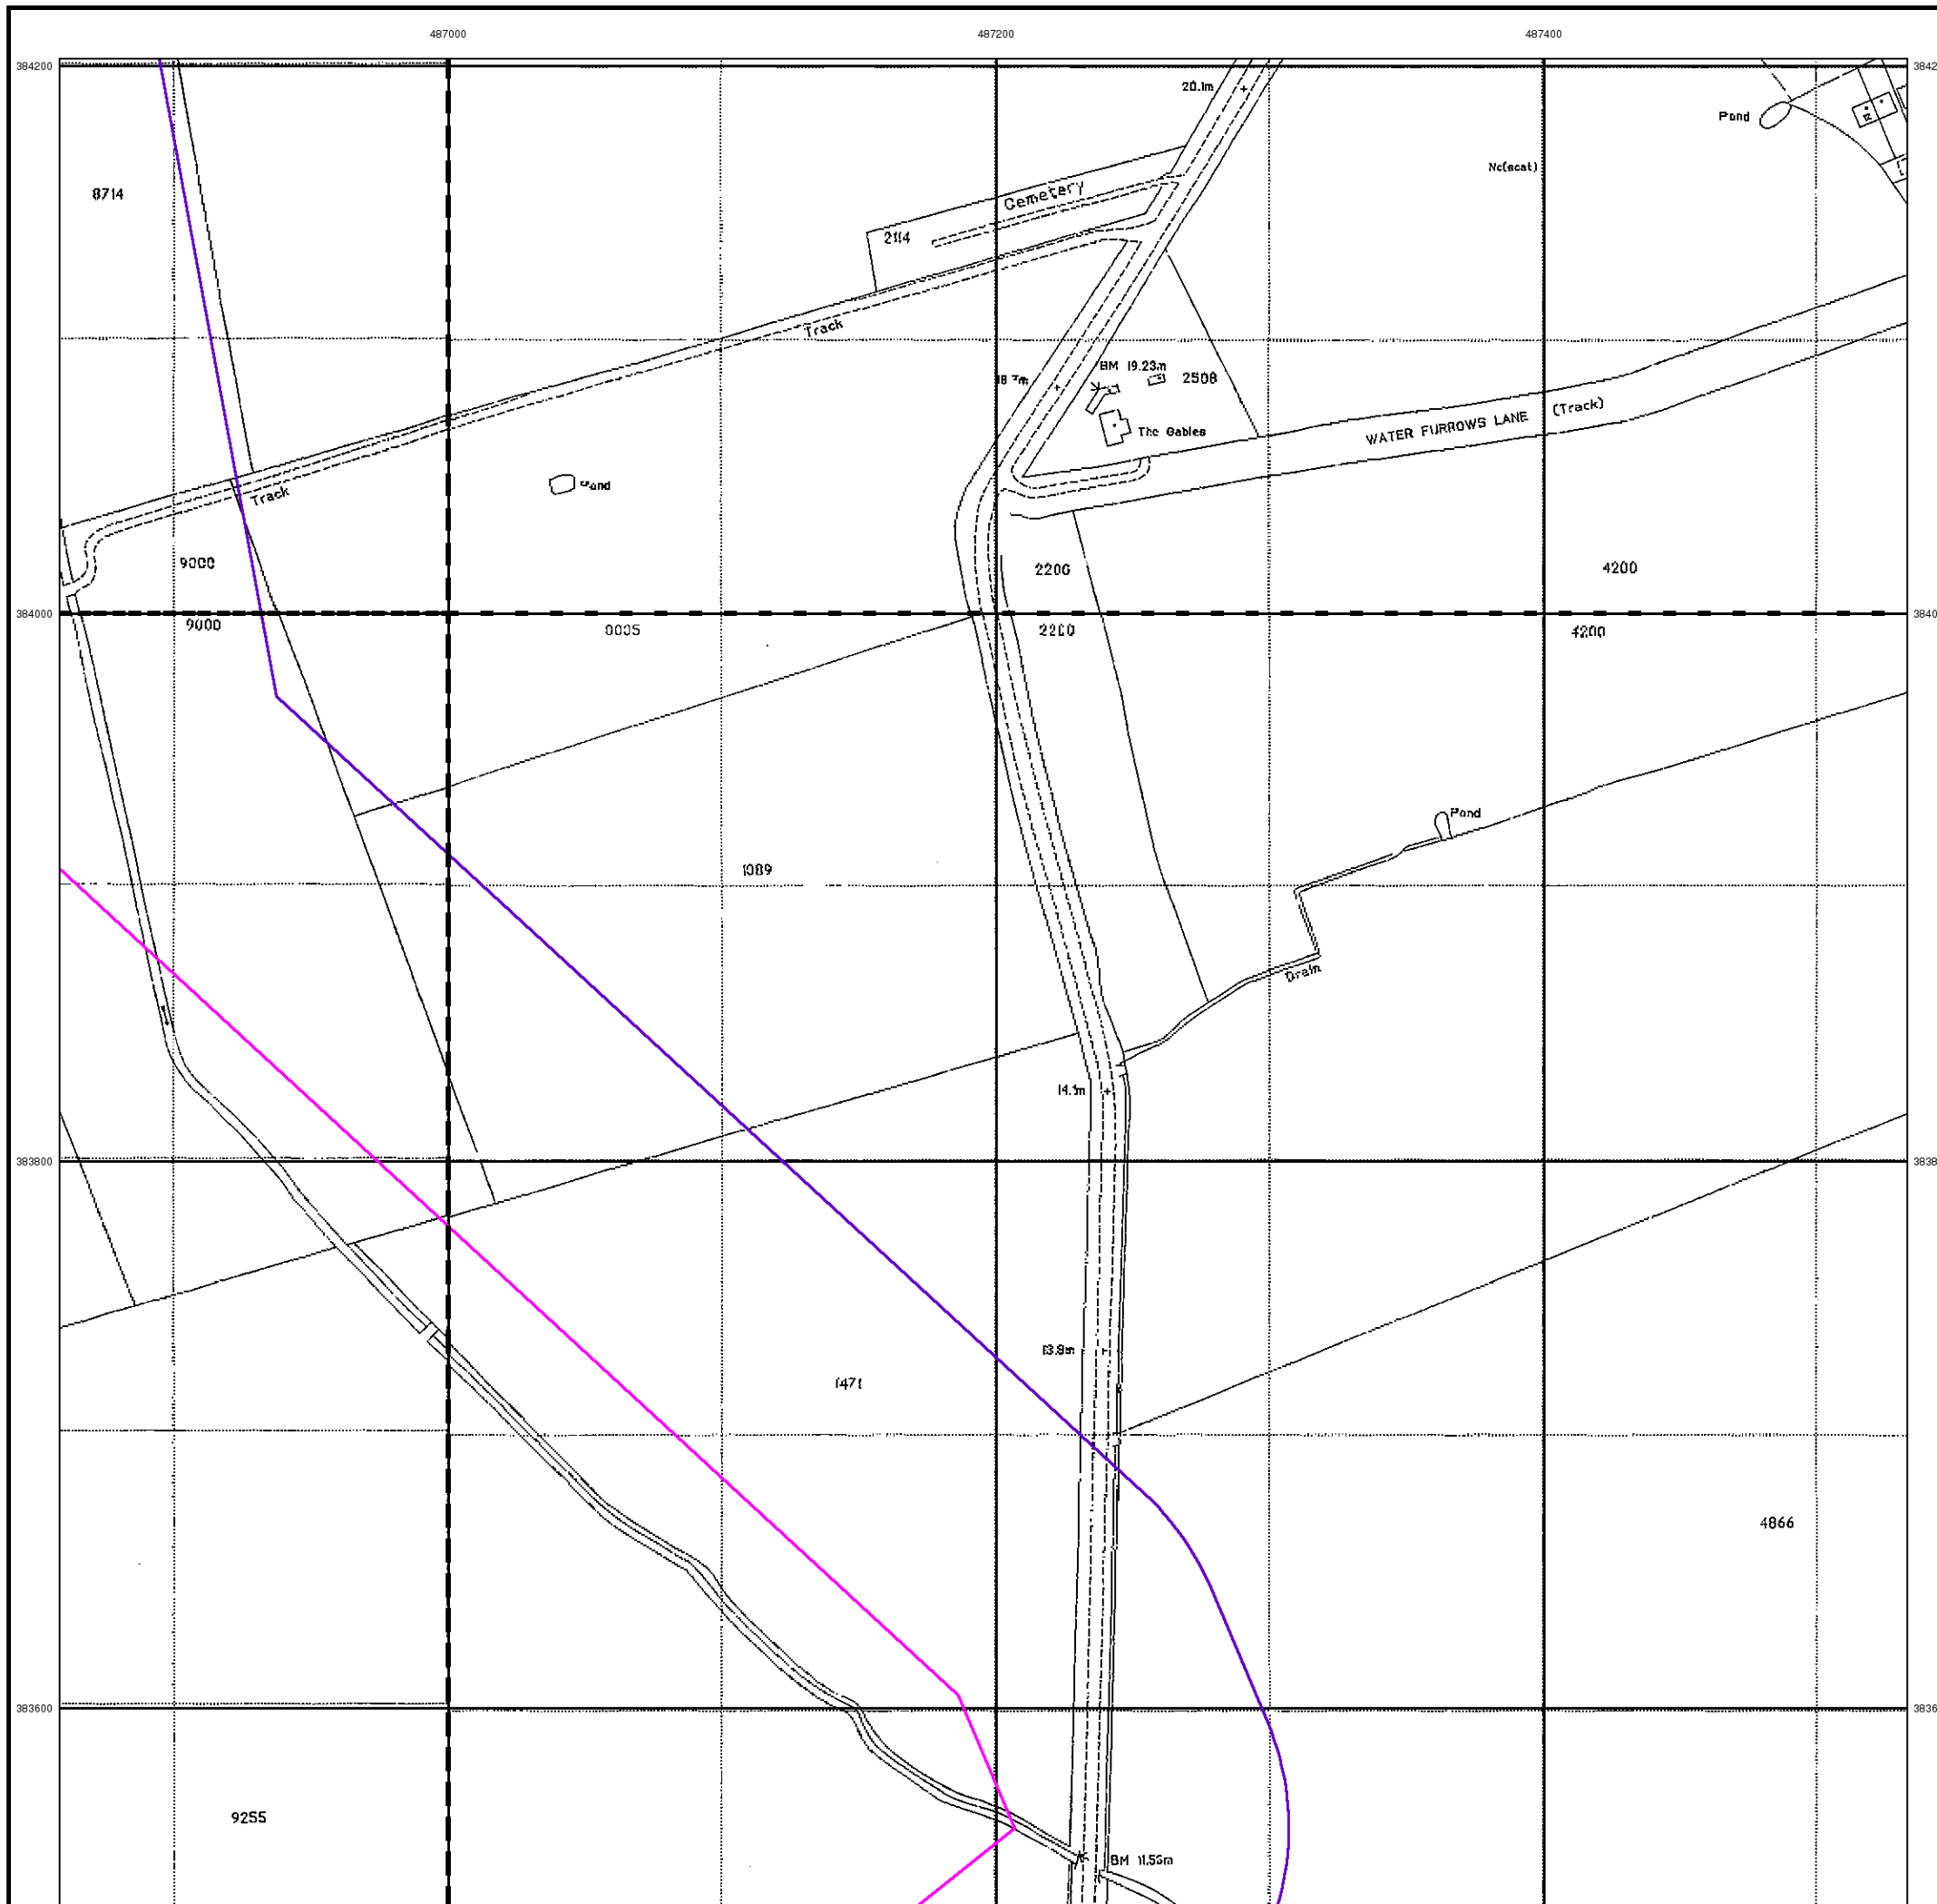 487000 487200 487400
384200
20.1m
Pond
12
Nc(scat)
8714
Cemetery
2114
Track
BM 19.23m
2508
The Gables
WATER FURROWS LANE (Track)
Pond
Track
9000
2200
4200
384000
9000
0005
2200
4200
Pond
1089
Drain
14.1m
383800
13.9m
1471
4866
383600
9255
BM 11.56m